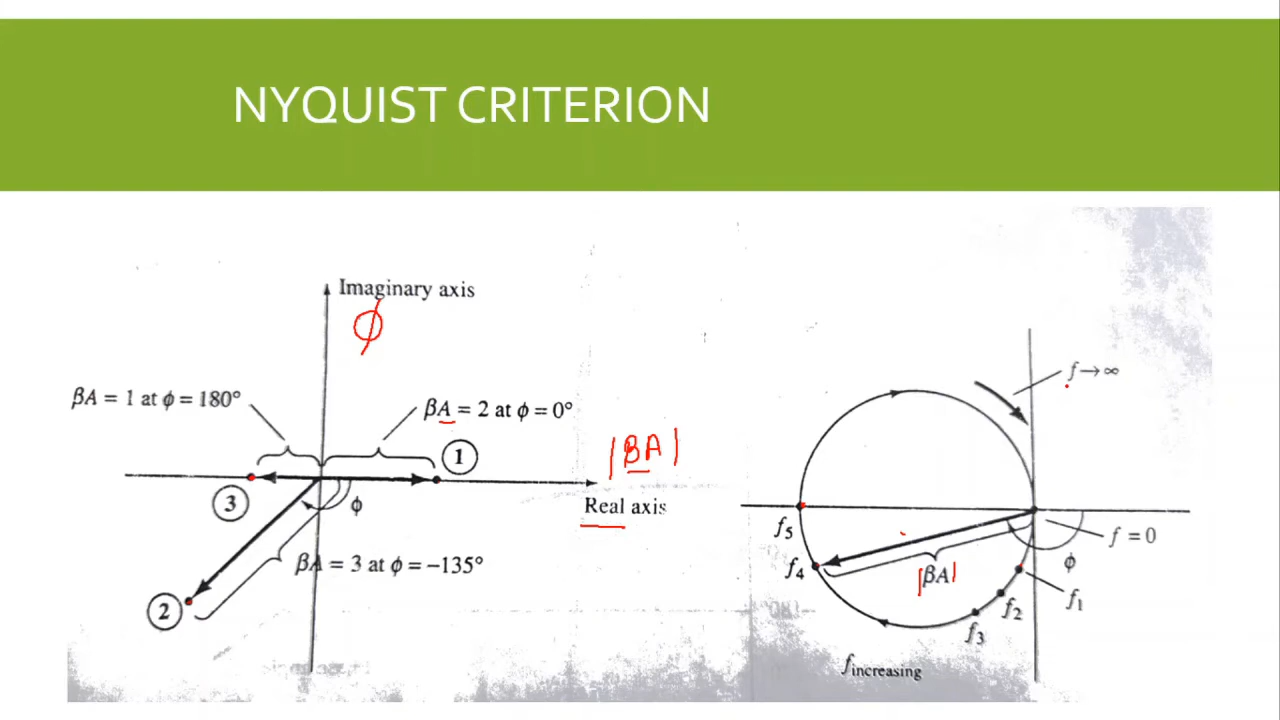 NYQUIST CRITERION
Imaginary axis
ϕ
βA = 1 at ϕ = 180°
βA = 2 at ϕ = 0°
1
|BA|
3
ϕ
Real axis
βA = 3 at ϕ = −135°
2
f→∞
f5
f = 0
f4
|βA|
ϕ
f1
f2
f3
fincreasing